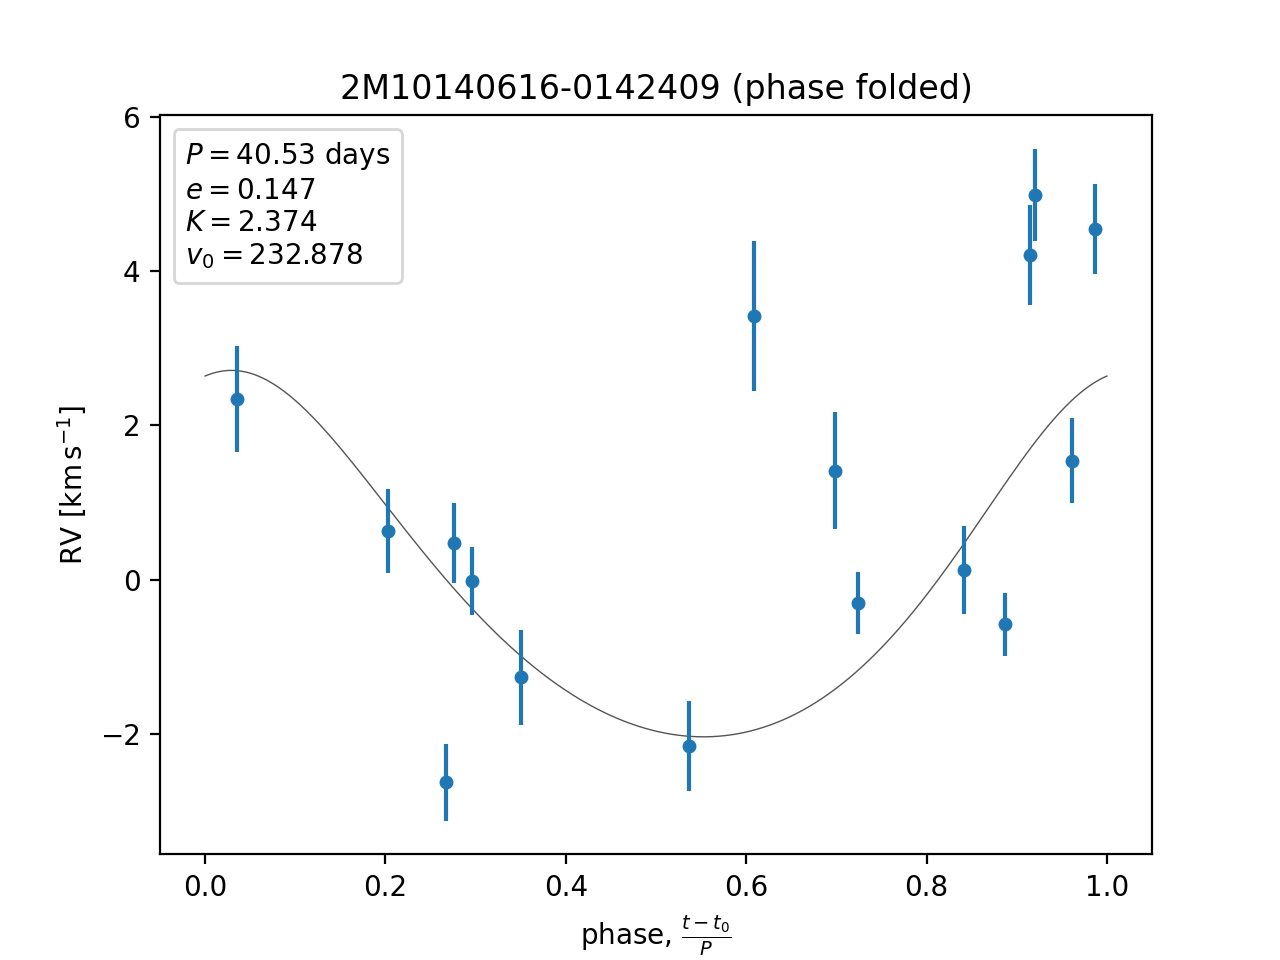 2M10140616-0142409 (phase folded)
6
P = 40.53 days
e = 0.147
K = 2.374
v₀ = 232.878
4
2
0
−2
RV [km s⁻¹]
0.0 0.2 0.4 0.6 0.8 1.0
phase, (t − t₀)/P